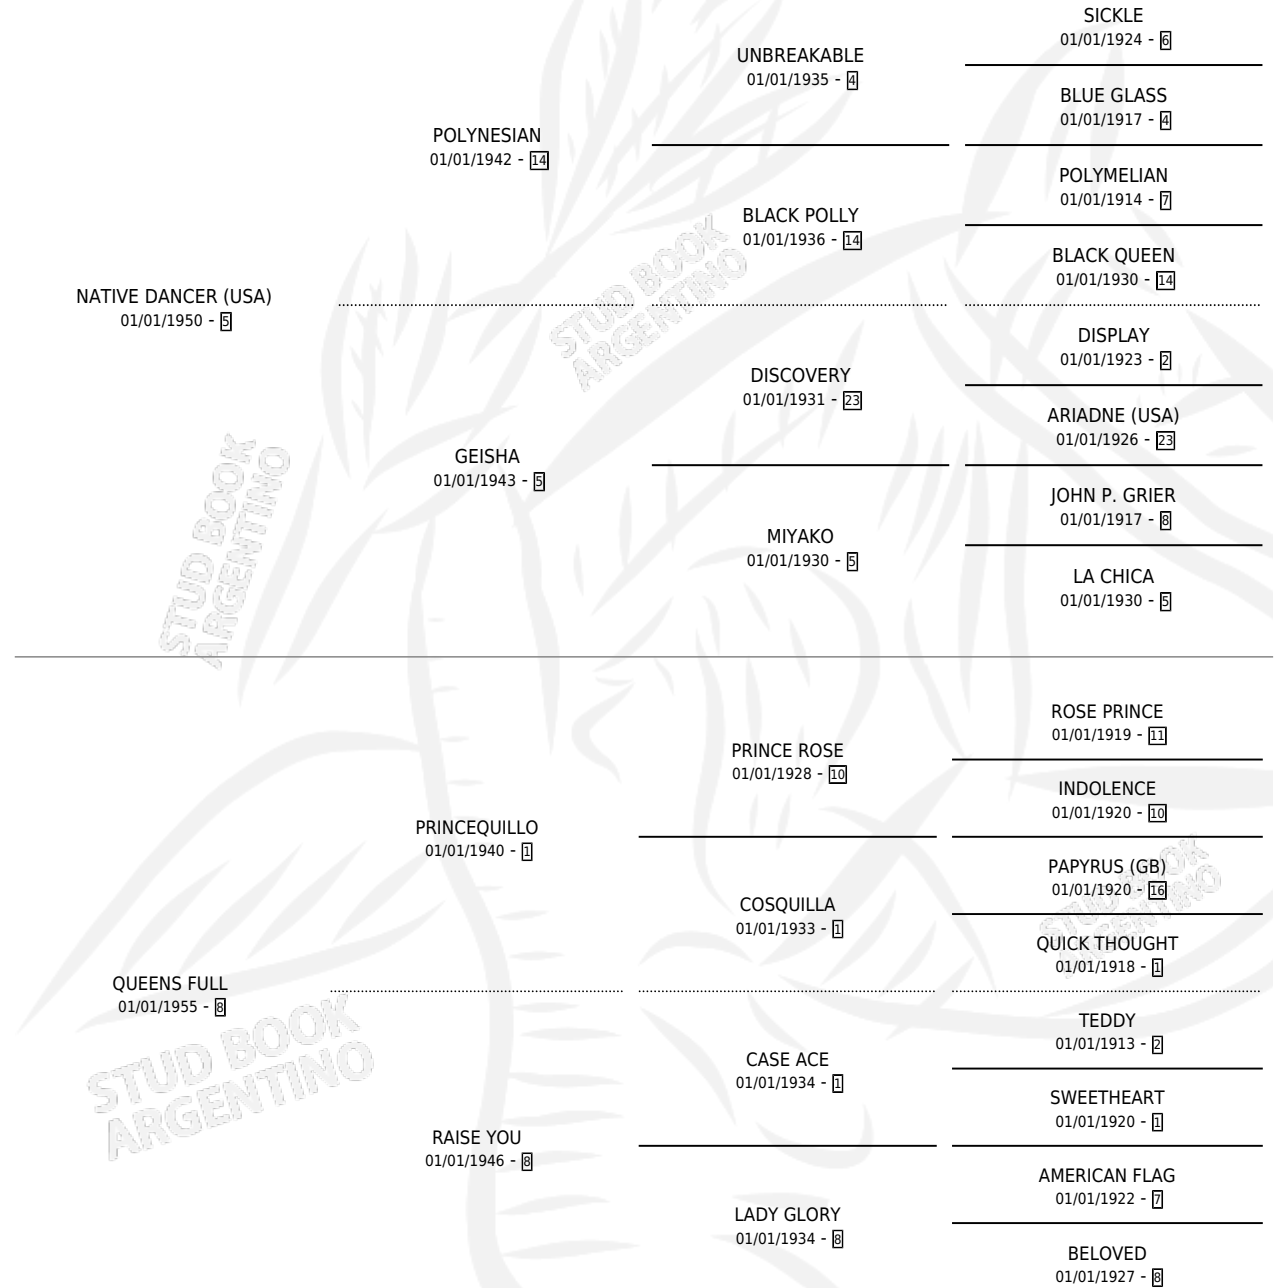 SICKLE
01/01/1924 - 6
UNBREAKABLE
01/01/1935 - 4
BLUE GLASS
01/01/1917 - 4
POLYNESIAN
01/01/1942 - 14
POLYMELIAN
01/01/1914 - 7
BLACK POLLY
01/01/1936 - 14
BLACK QUEEN
01/01/1930 - 14
NATIVE DANCER (USA)
01/01/1950 - 5
STUD BOOK
ARGENTINO
DISPLAY
01/01/1923 - 2
DISCOVERY
01/01/1931 - 23
ARIADNE (USA)
01/01/1926 - 23
GEISHA
01/01/1943 - 5
JOHN P. GRIER
01/01/1917 - 8
MIYAKO
01/01/1930 - 5
LA CHICA
01/01/1930 - 5
STUD BOOK
ARGENTINO
ROSE PRINCE
01/01/1919 - 11
PRINCE ROSE
01/01/1928 - 10
INDOLENCE
01/01/1920 - 10
PRINCEQUILLO
01/01/1940 - 1
PAPYRUS (GB)
01/01/1920 - 16
COSQUILLA
01/01/1933 - 1
STUD BOOK
ARGENTINO
QUICK THOUGHT
01/01/1918 - 1
QUEENS FULL
01/01/1955 - 8
STUD BOOK
ARGENTINO
TEDDY
01/01/1913 - 2
CASE ACE
01/01/1934 - 1
SWEETHEART
01/01/1920 - 1
RAISE YOU
01/01/1946 - 8
AMERICAN FLAG
01/01/1922 - 7
LADY GLORY
01/01/1934 - 8
BELOVED
01/01/1927 - 8